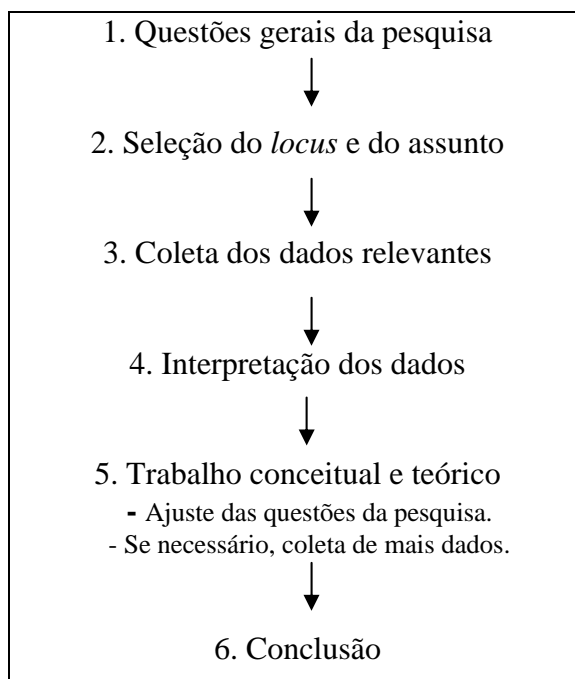 1. Questões gerais da pesquisa
2. Seleção do locus e do assunto
3. Coleta dos dados relevantes
4. Interpretação dos dados
5. Trabalho conceitual e teórico
- Ajuste das questões da pesquisa.
- Se necessário, coleta de mais dados.
6. Conclusão